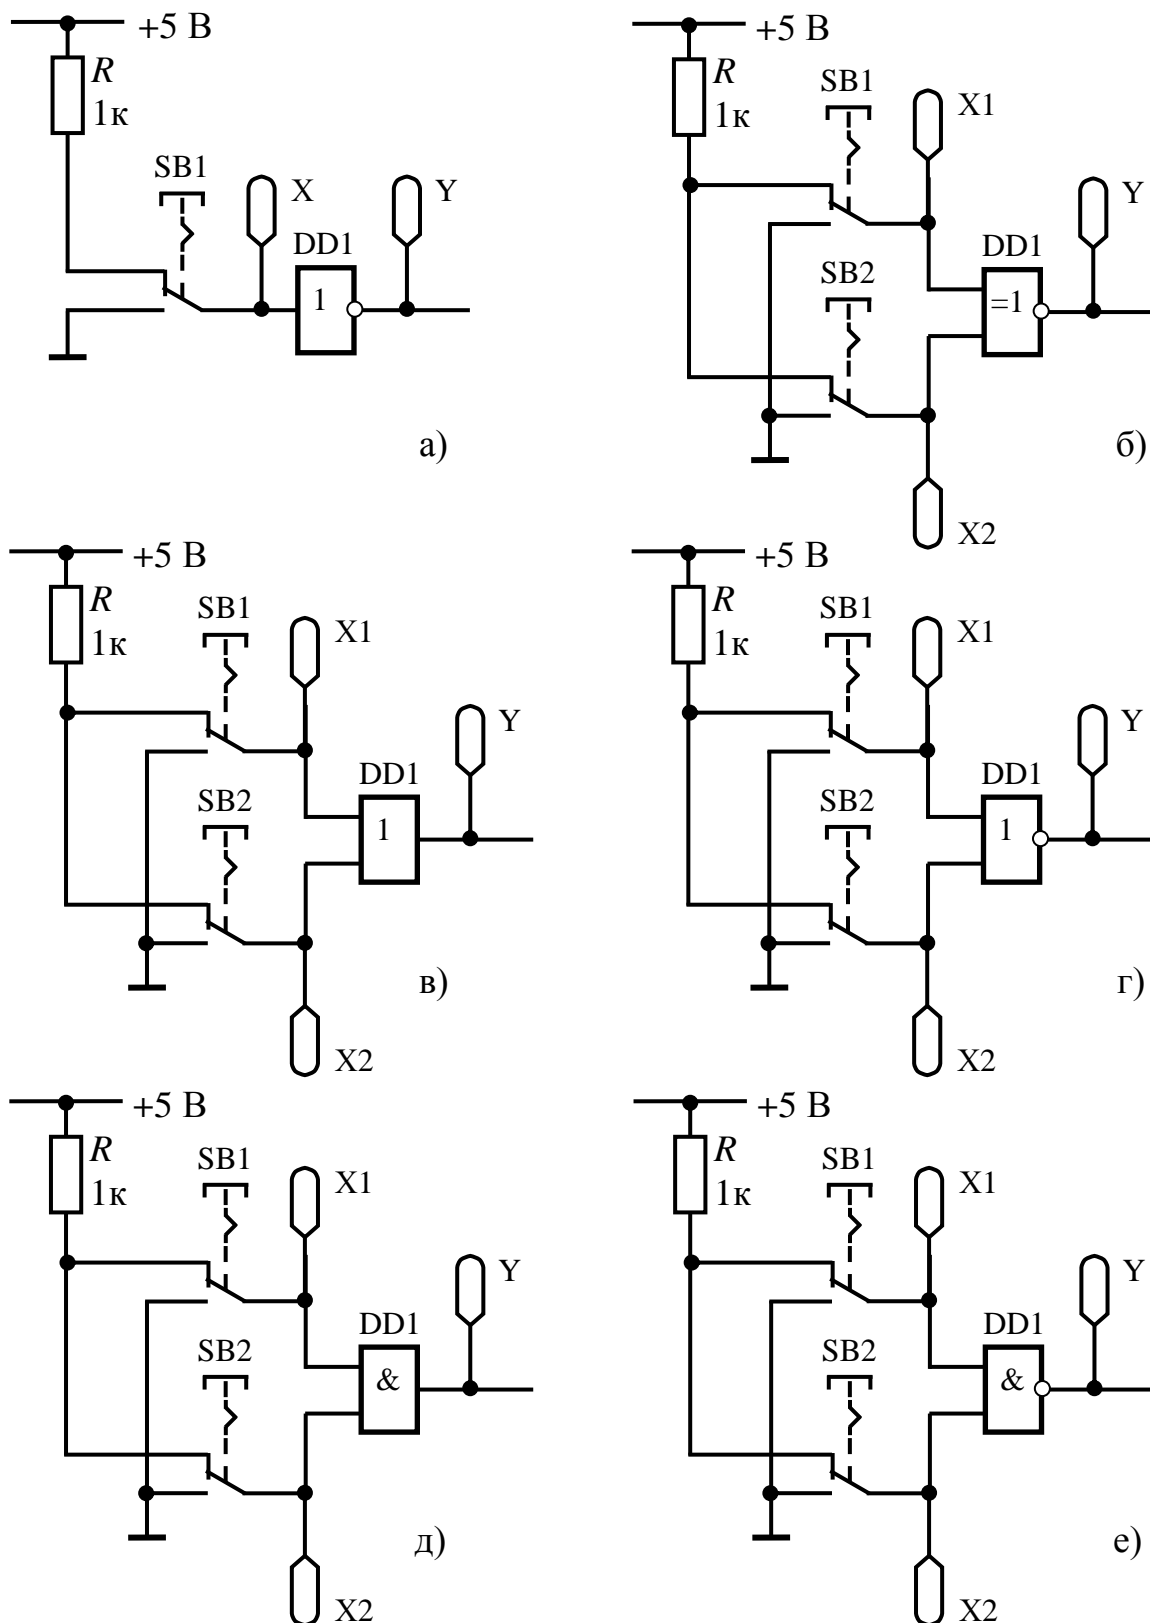 +5 В
R
1к
SB1
X
Y
DD1
1
а)
+5 В
R
1к
SB1
X1
Y
DD1
=1
SB2
X2
б)
+5 В
R
1к
SB1
X1
Y
DD1
1
SB2
X2
в)
+5 В
R
1к
SB1
X1
Y
DD1
1
SB2
X2
г)
+5 В
R
1к
SB1
X1
Y
DD1
&
SB2
X2
д)
+5 В
R
1к
SB1
X1
Y
DD1
&
SB2
X2
е)